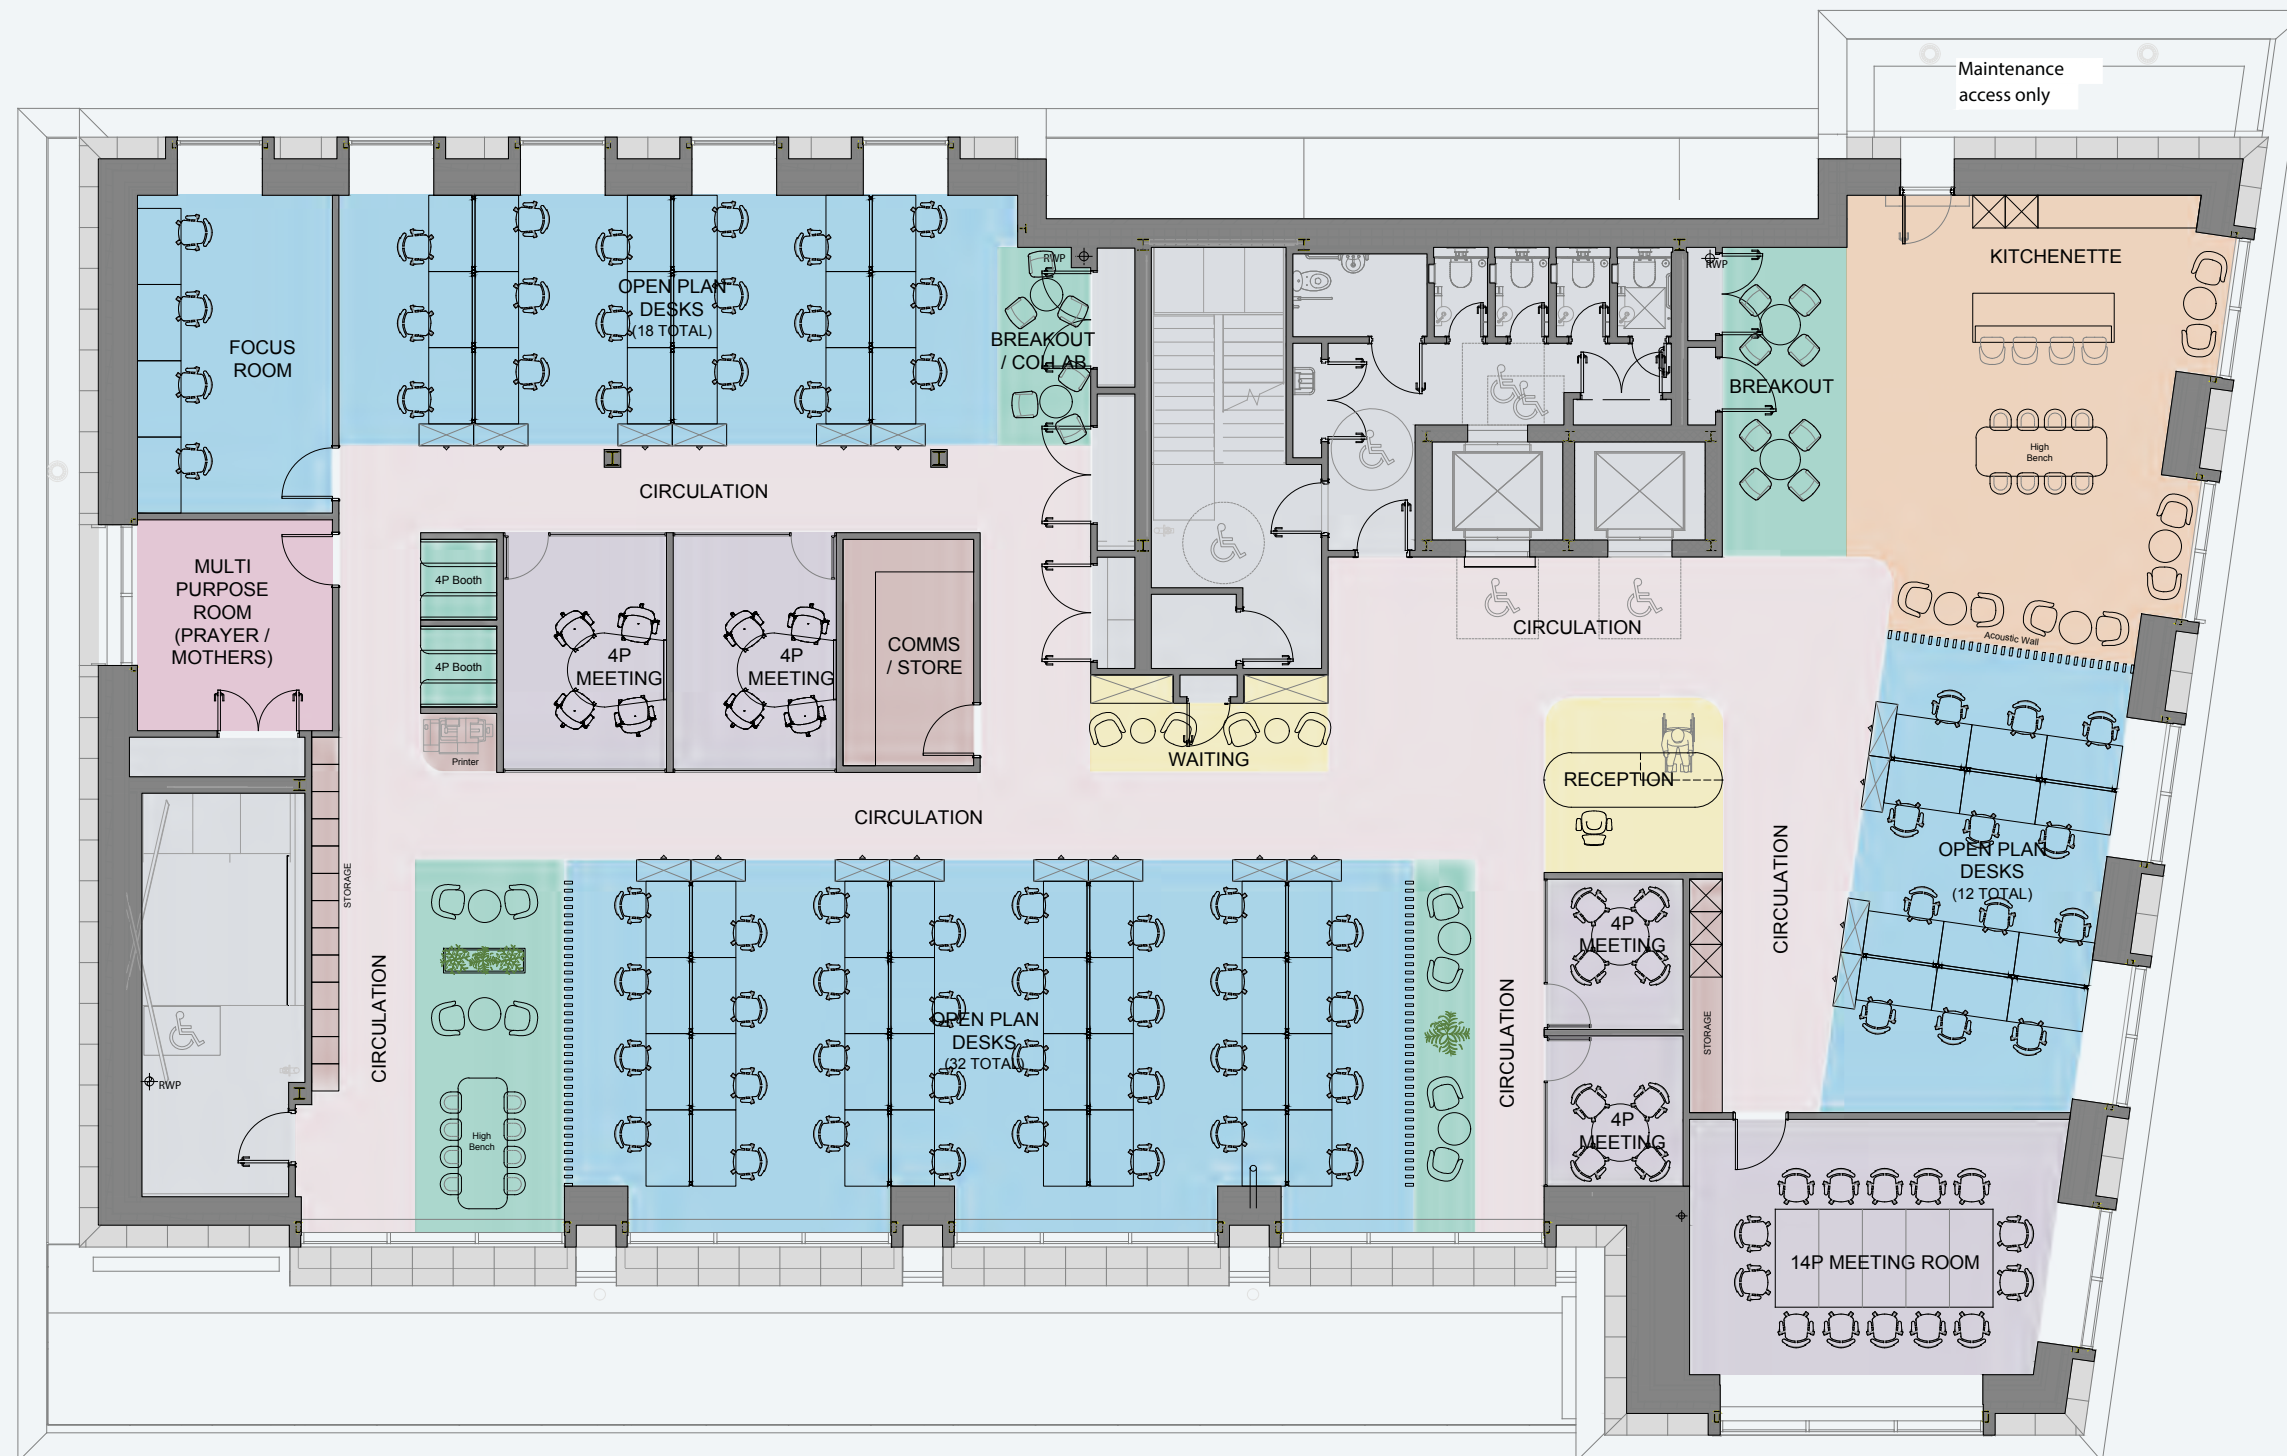 Maintenance
access only
KITCHENETTE
RWP
RWP
OPEN PLAN
DESKS
(18 TOTAL)
BREAKOUT
/ COLLAB
FOCUS
ROOM
BREAKOUT
High
Bench
CIRCULATION
MULTI
PURPOSE
ROOM
(PRAYER /
MOTHERS)
4P Booth
4P Booth
4P
MEETING
4P
MEETING
COMMS
/ STORE
CIRCULATION
Acoustic Wall
Printer
WAITING
RECEPTION
CIRCULATION
STORAGE
CIRCULATION
OPEN PLAN
DESKS
(12 TOTAL)
CIRCULATION
4P
MEETING
OPEN PLAN
DESKS
(32 TOTAL)
CIRCULATION
STORAGE
RWP
High
Bench
4P
MEETING
14P MEETING ROOM